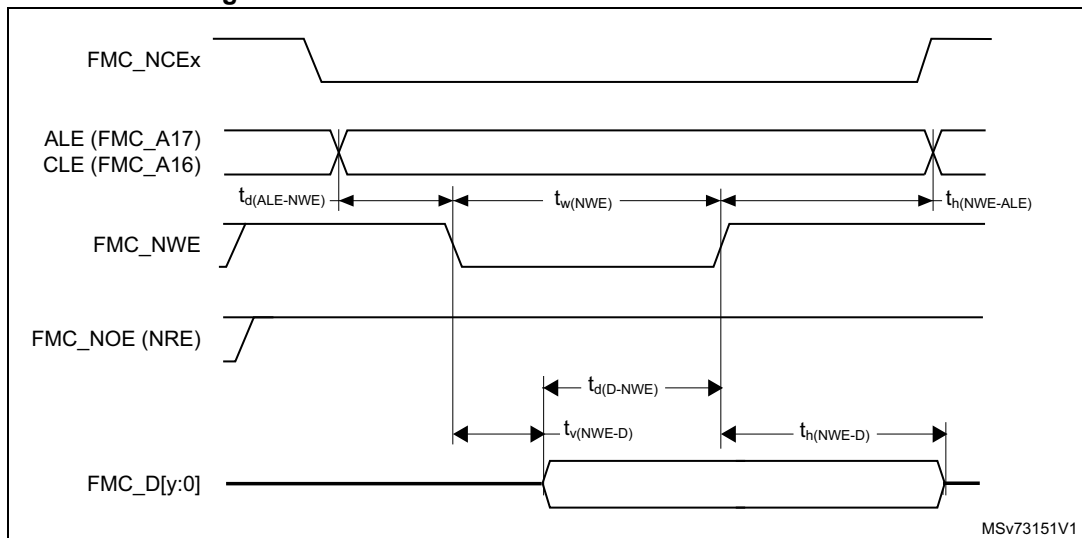 FMC_NCEx
ALE (FMC_A17)
CLE (FMC_A16)
td(ALE-NWE)
tw(NWE)
th(NWE-ALE)
FMC_NWE
FMC_NOE (NRE)
td(D-NWE)
tv(NWE-D)
th(NWE-D)
FMC_D[y:0]
MSv73151V1